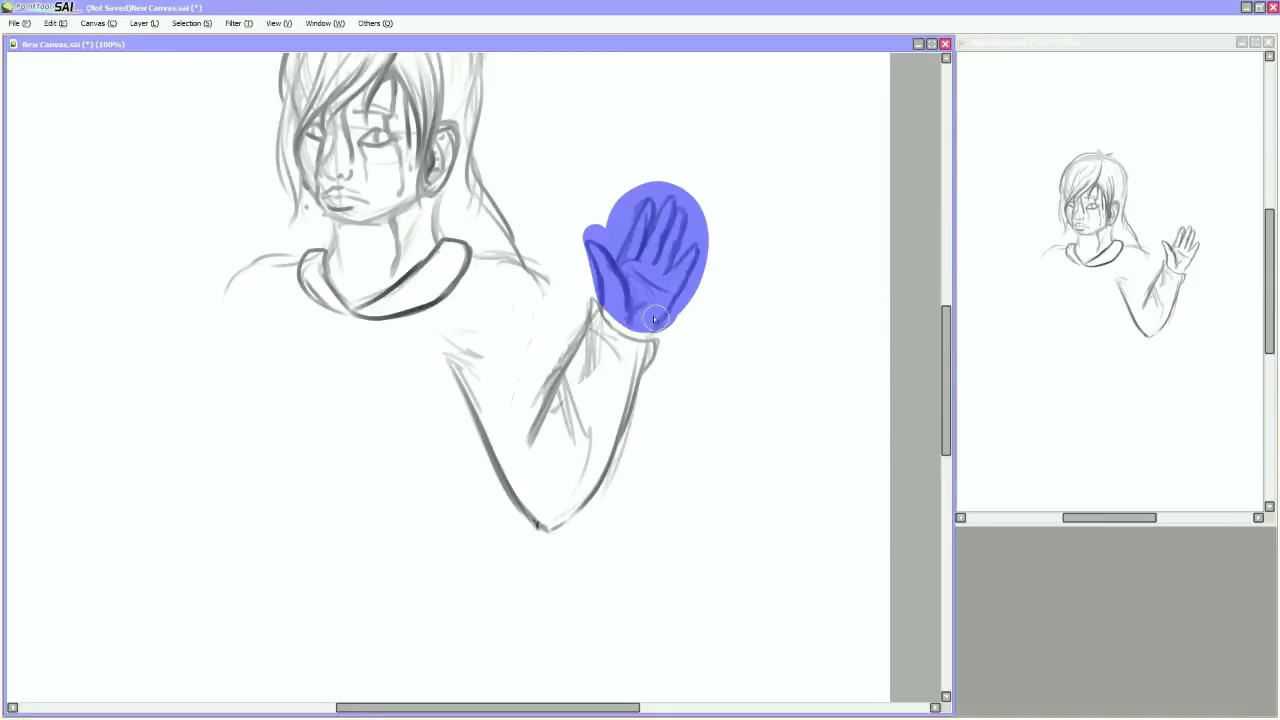 PaintTool SAI (Not Saved)New Canvas.sai (*)
File (F) Edit (E) Canvas (C) Layer (L) Selection (S) Filter (T) View (V) Window (W) Others (O)
New Canvas.sai (*) (100%)